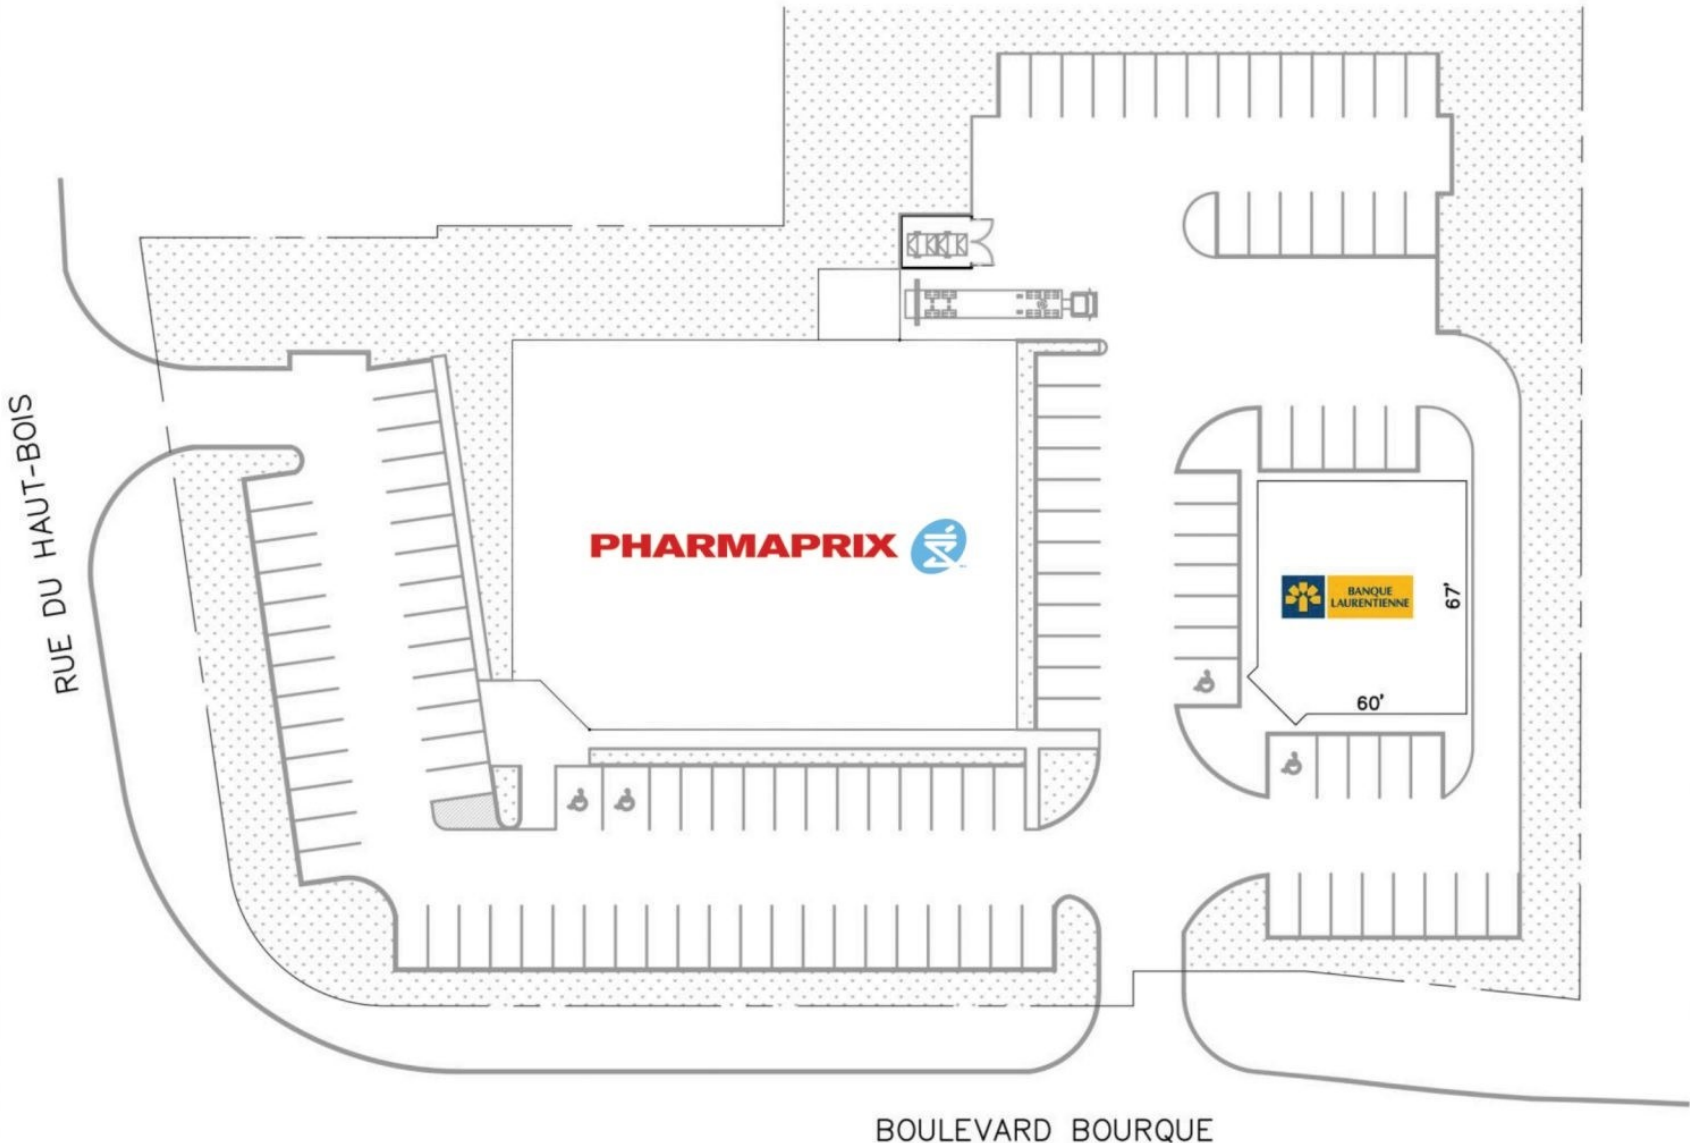 RUE DU HAUT-BOIS
PHARMAPRIX
BANQUE
LAURENTIENNE
67'
60'
BOULEVARD BOURQUE